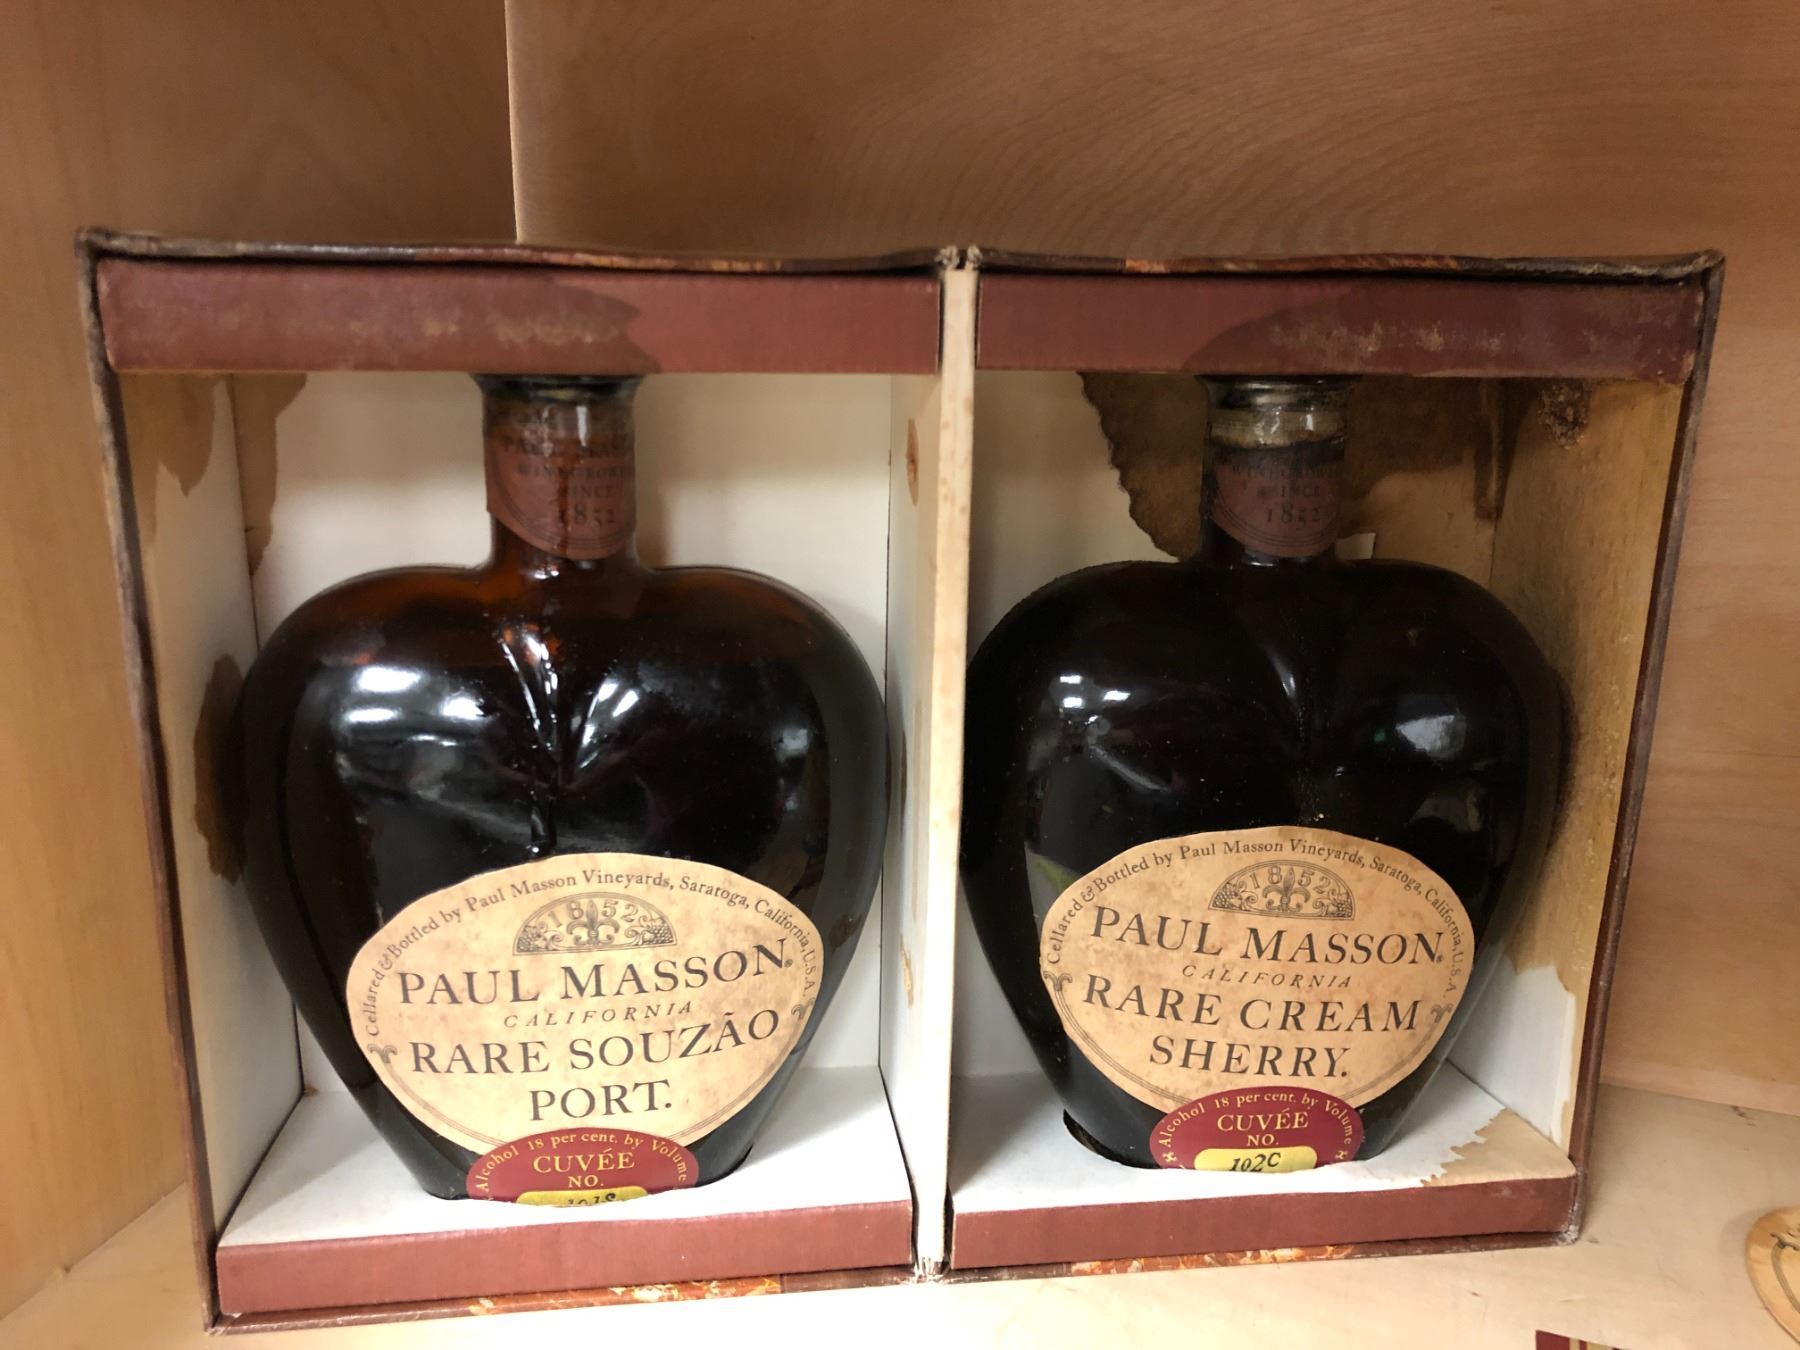 WINEGROWERS
SINCE
1852
Cellared & Bottled by Paul Masson Vineyards, Saratoga, California, U.S.A.
1852
PAUL MASSON®
CALIFORNIA
RARE SOUZÃO
PORT.
Alcohol 18 per cent. by Volume
CUVÉE
NO.
101S
SINCE
1852
Cellared & Bottled by Paul Masson Vineyards, Saratoga, California, U.S.A.
1852
PAUL MASSON®
CALIFORNIA
RARE CREAM
SHERRY.
Alcohol 18 per cent. by Volume
CUVÉE
NO.
102C